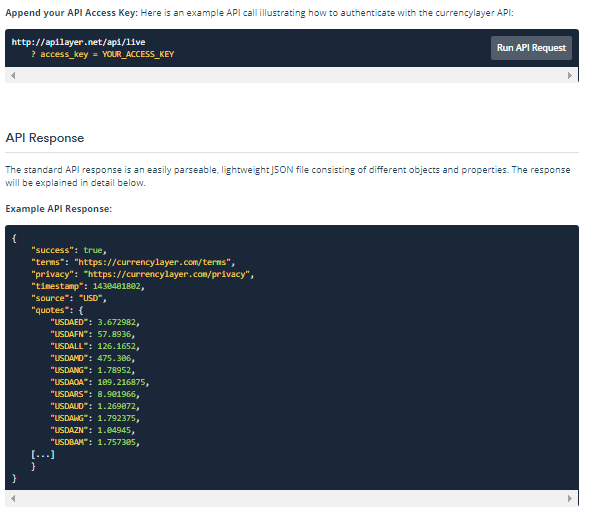 Append your API Access Key: Here is an example API call illustrating how to authenticate with the currencylayer API:
http://apilayer.net/api/live
? access_key = YOUR_ACCESS_KEY
Run API Request
API Response
The standard API response is an easily parseable, lightweight JSON file consisting of different objects and properties. The response
will be explained in detail below.
Example API Response:
{
"success": true,
"terms": "https://currencylayer.com/terms",
"privacy": "https://currencylayer.com/privacy",
"timestamp": 1430401802,
"source": "USD",
"quotes": {
"USDAED": 3.672982,
"USDAFN": 57.8936,
"USDALL": 126.1652,
"USDAMD": 475.306,
"USDANG": 1.78952,
"USDAOA": 109.216875,
"USDARS": 8.901966,
"USDAUD": 1.269072,
"USDAWG": 1.792375,
"USDAZN": 1.04945,
"USDBAM": 1.757305,
[...]
}
}